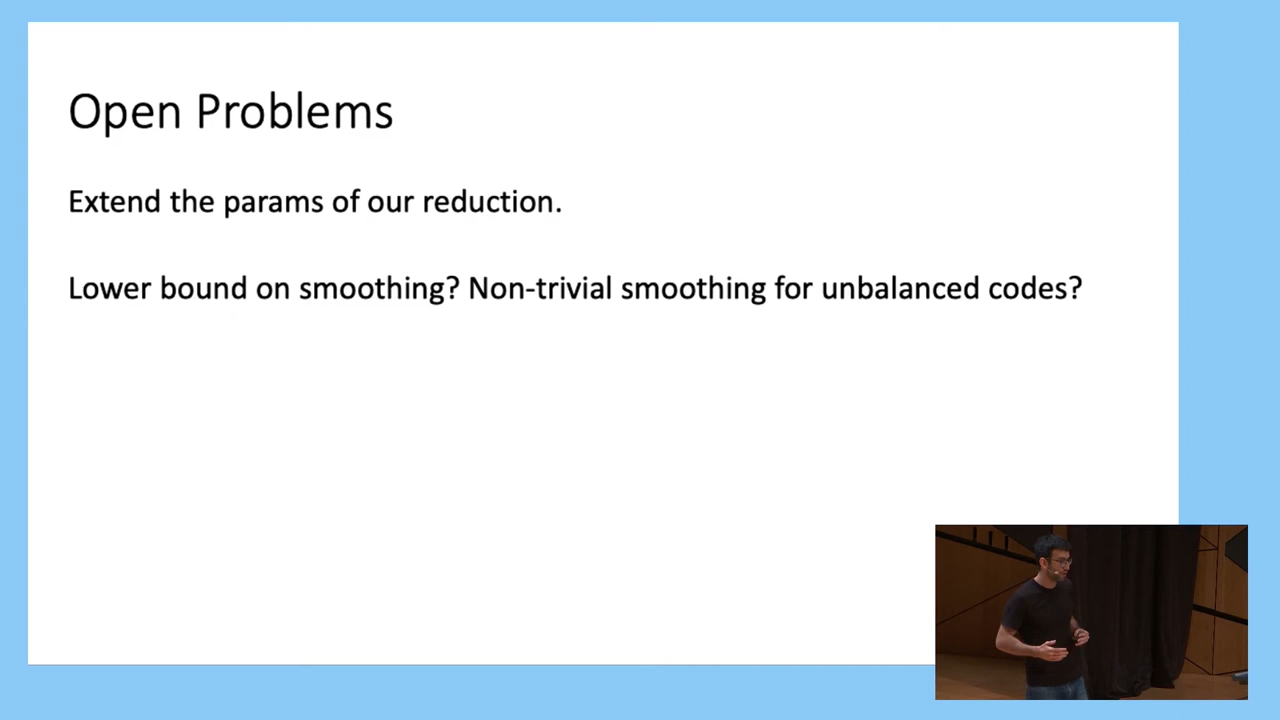 Open Problems
Extend the params of our reduction.
Lower bound on smoothing? Non-trivial smoothing for unbalanced codes?